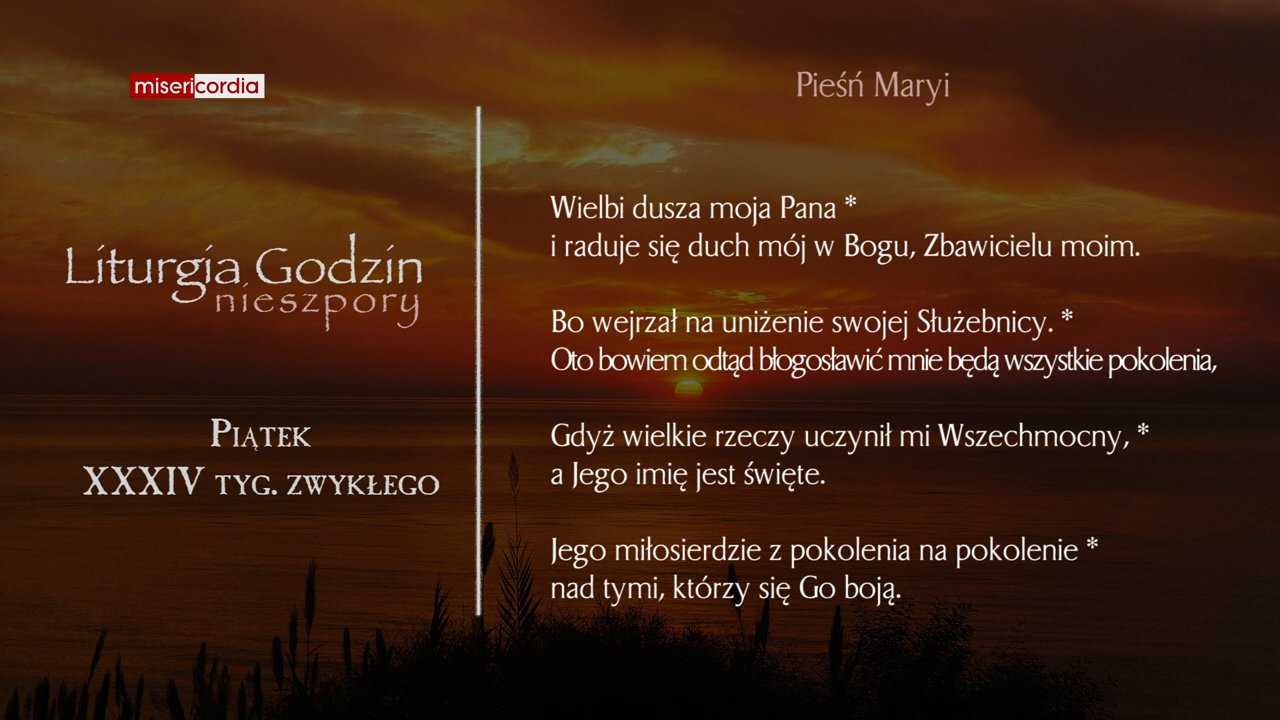 misericordia
Liturgia Godzin
nieszpory
Piątek
XXXIV tyg. zwykłego
Pieśń Maryi
Wielbi dusza moja Pana *
i raduje się duch mój w Bogu, Zbawicielu moim.
Bo wejrzał na uniżenie swojej Służebnicy. *
Oto bowiem odtąd błogosławić mnie będą wszystkie pokolenia,
Gdyż wielkie rzeczy uczynił mi Wszechmocny, *
a Jego imię jest święte.
Jego miłosierdzie z pokolenia na pokolenie *
nad tymi, którzy się Go boją.